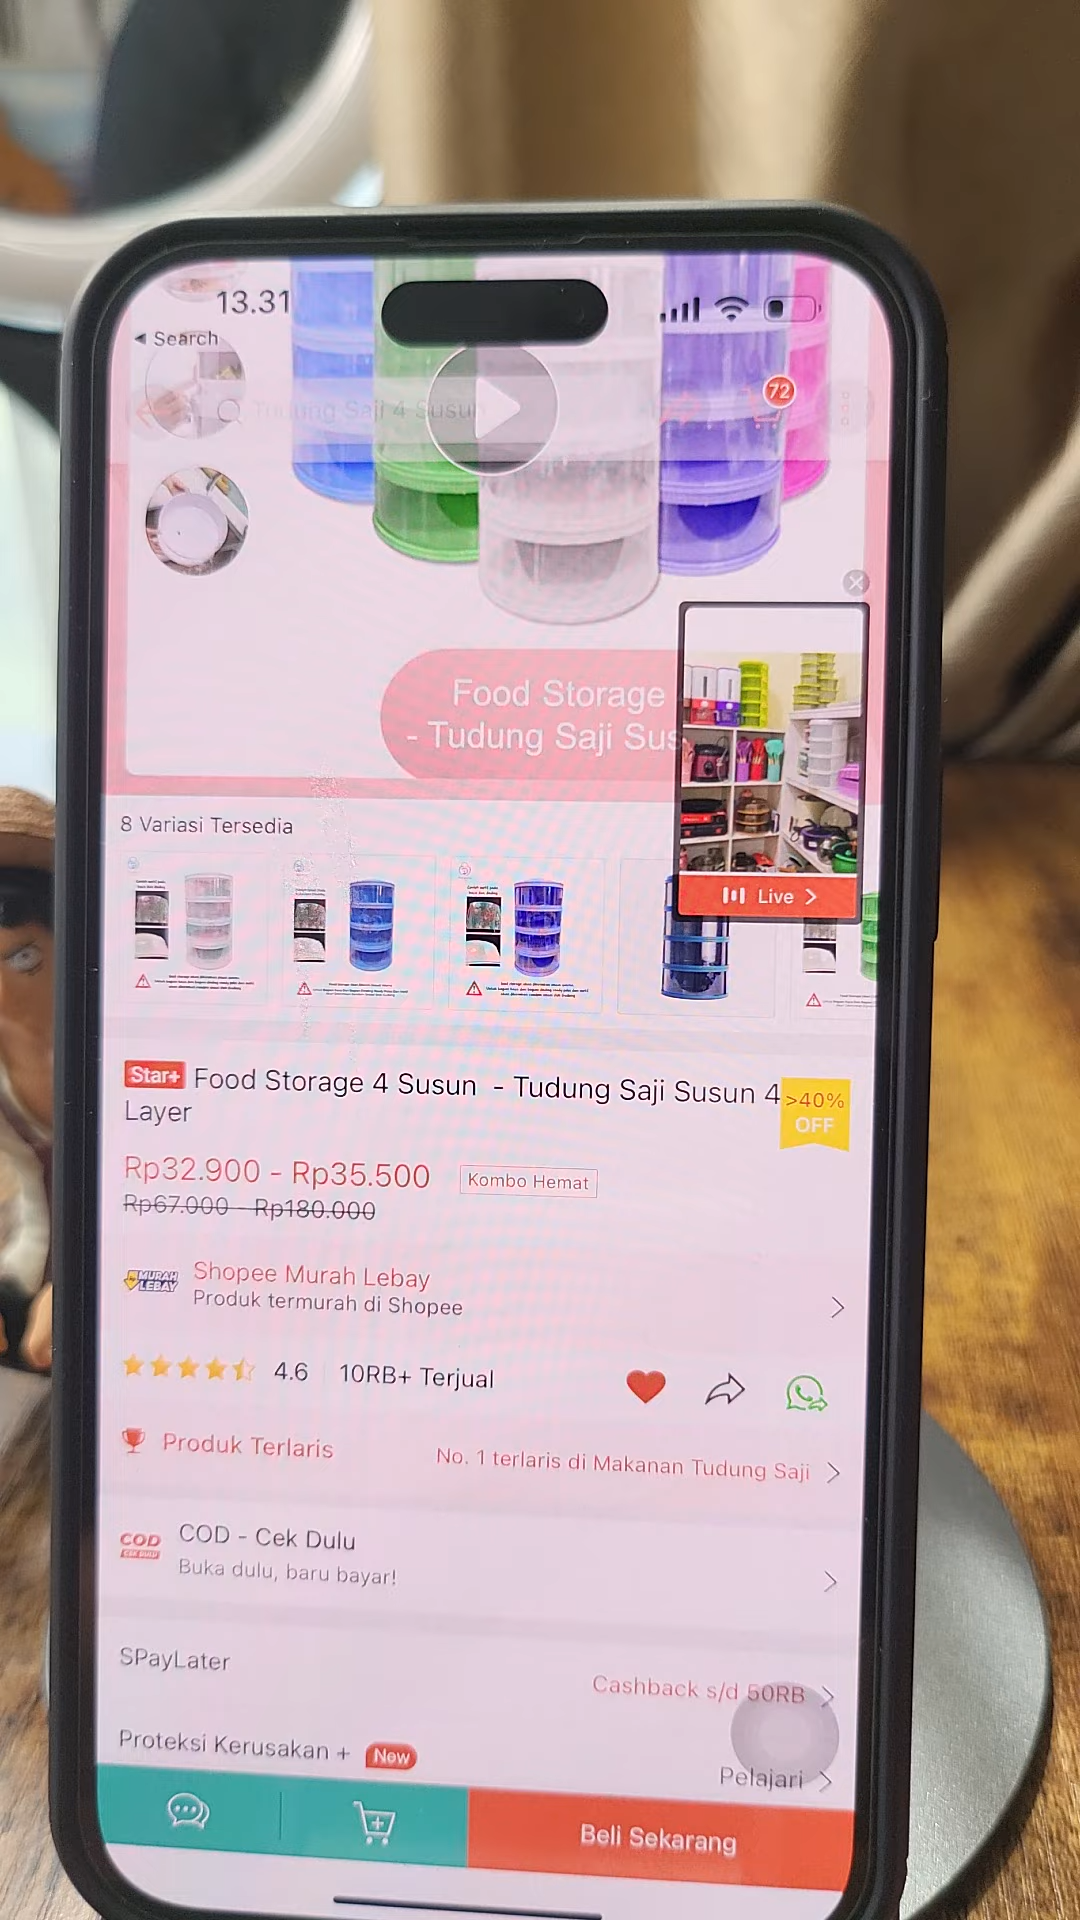 13.31
◂ Search
Tudung Saji 4 Susun
72
Food Storage
- Tudung Saji Sus
Live
8 Variasi Tersedia
Star+ Food Storage 4 Susun - Tudung Saji Susun 4
Layer
>40%
OFF
Rp32.900 - Rp35.500
Kombo Hemat
Rp67.000 - Rp180.000
MURAH
LEBAY
Shopee Murah Lebay
Produk termurah di Shopee
4.6
10RB+ Terjual
Produk Terlaris
No. 1 terlaris di Makanan Tudung Saji
COD
CEK DULU
COD - Cek Dulu
Buka dulu, baru bayar!
SPayLater
Cashback s/d 50RB
Proteksi Kerusakan +
New
Pelajari
Beli Sekarang